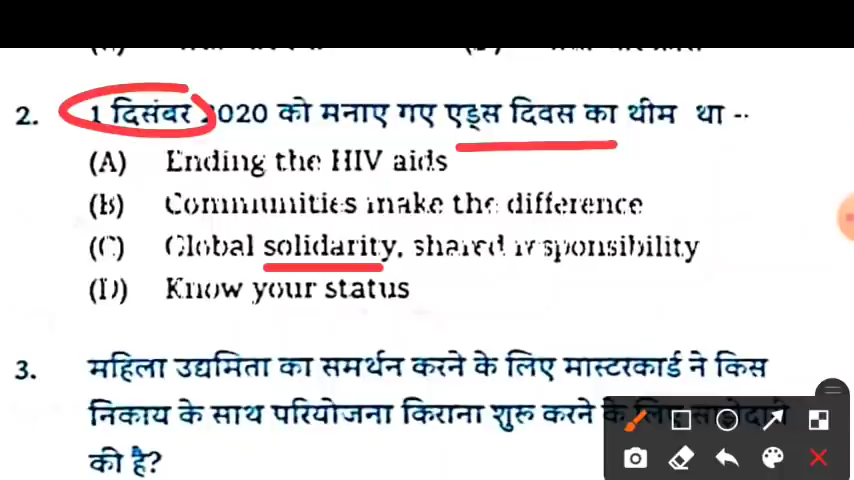 2. 1 दिसंबर 2020 को मनाए गए एड्स दिवस का थीम था --
(A) Ending the HIV aids
(B) Communities make the difference
(C) Global solidarity, shared responsibility
(D) Know your status
3. महिला उद्यमिता का समर्थन करने के लिए मास्टरकार्ड ने किस
निकाय के साथ परियोजना किराना शुरू करने के लिए साझेदारी
की है?